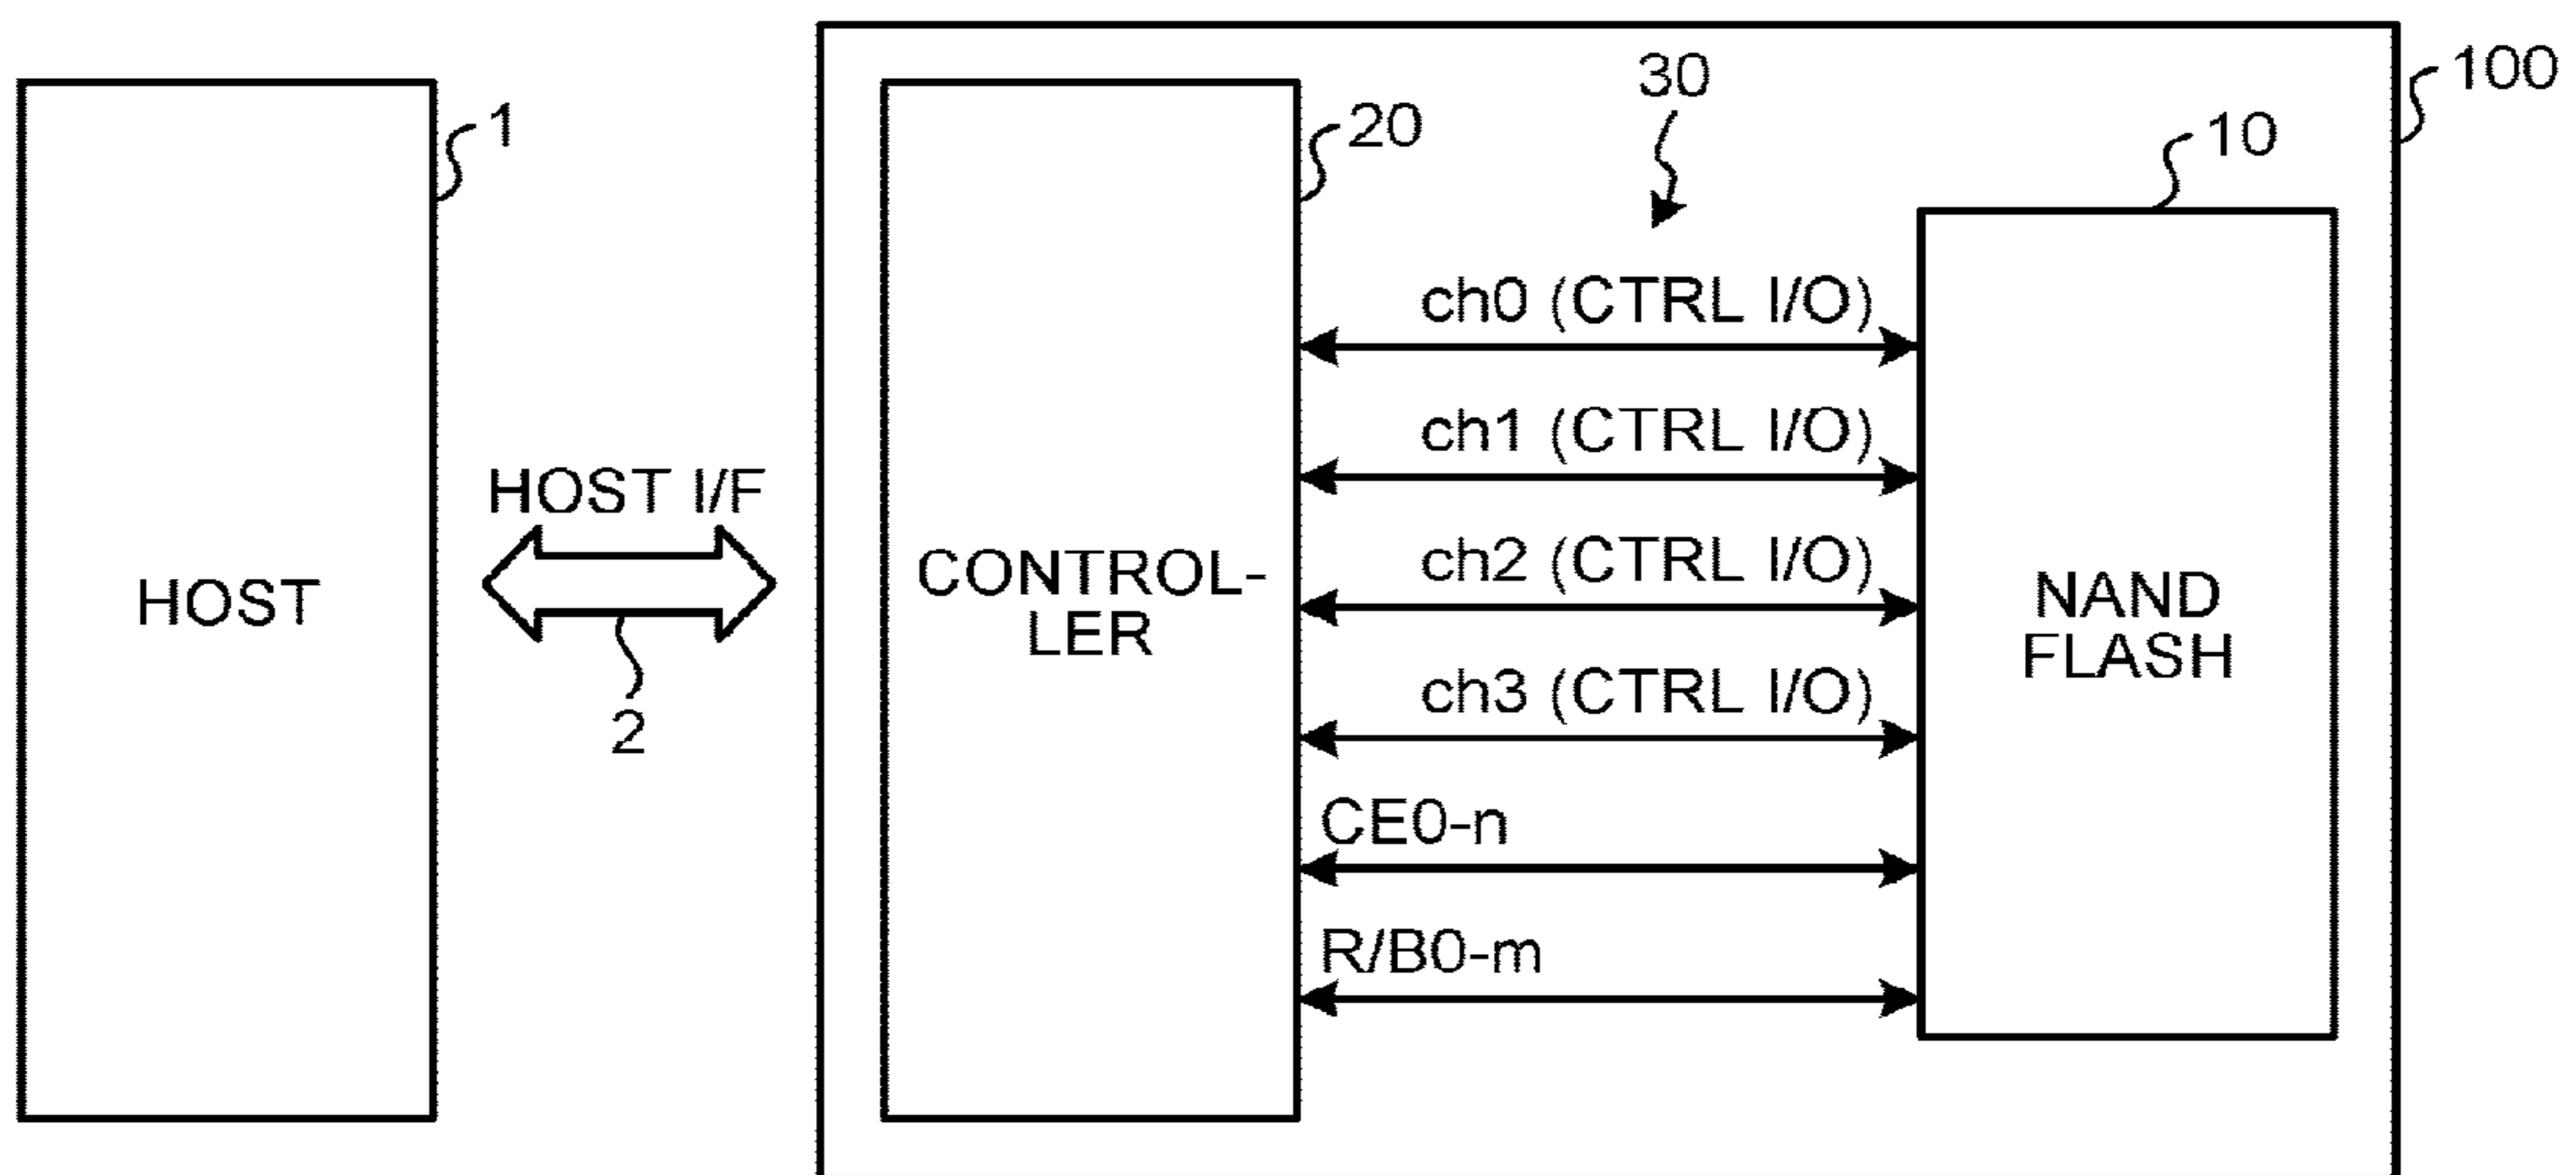 100
30
1
20
10
ch0 (CTRL I/O)
ch1 (CTRL I/O)
HOST I/F
ch2 (CTRL I/O)
CONTROL-
LER
HOST
NAND
FLASH
ch3 (CTRL I/O)
2
CE0-n
R/B0-m